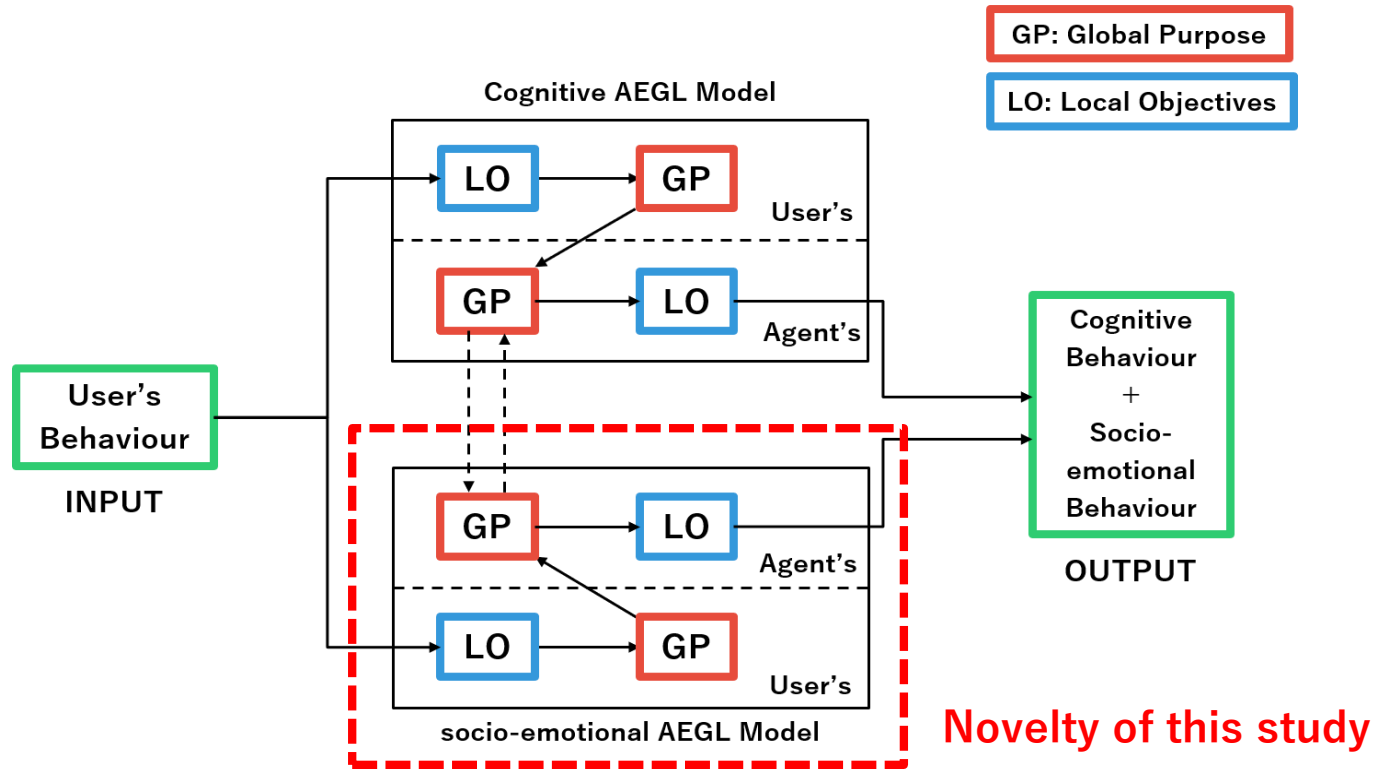 GP: Global Purpose
LO: Local Objectives
Cognitive AEGL Model
LO
GP
User's
GP
LO
Agent's
User's
Behaviour
INPUT
GP
LO
Agent's
LO
GP
User's
socio-emotional AEGL Model
Cognitive
Behaviour
+
Socio-
emotional
Behaviour
OUTPUT
Novelty of this study